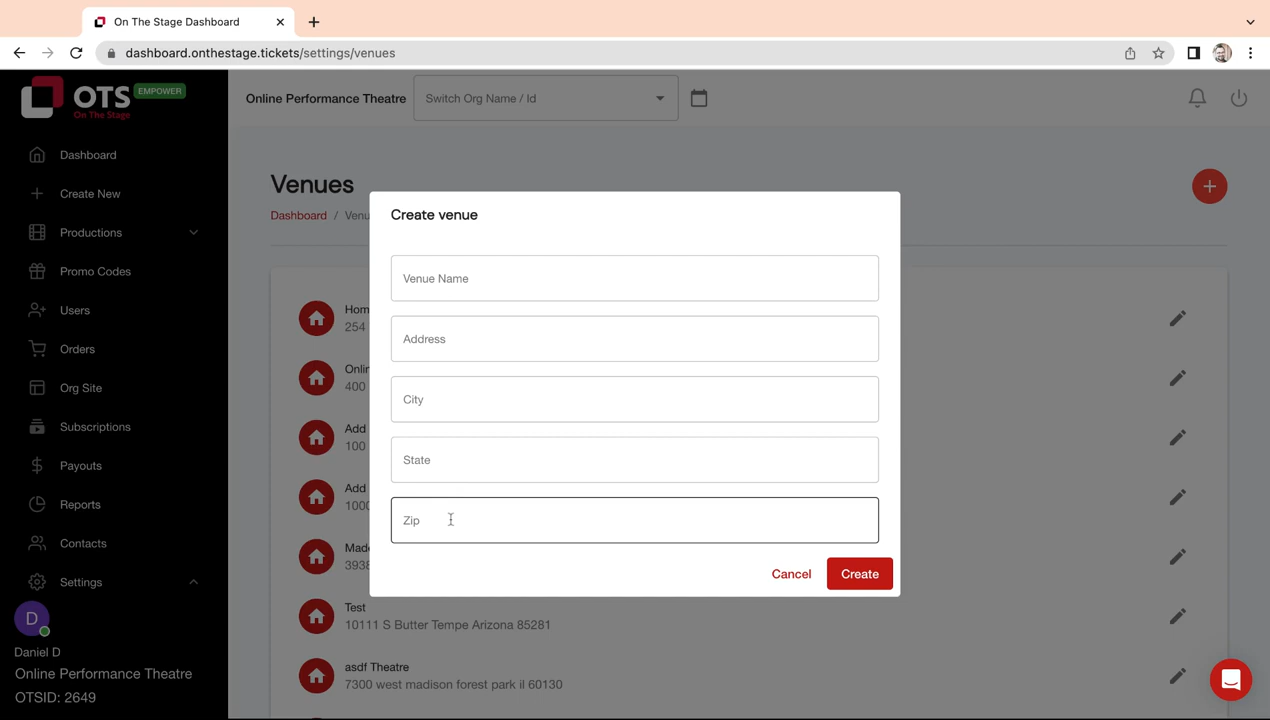 On The Stage Dashboard
dashboard.onthestage.tickets/settings/venues
OTS
EMPOWER
On The Stage
Online Performance Theatre
Switch Org Name / Id
Dashboard
Create New
Productions
Promo Codes
Users
Orders
Org Site
Subscriptions
Payouts
Reports
Contacts
Settings
D
Daniel D
Online Performance Theatre
OTSID: 2649
Venues
Dashboard / Venu
Create venue
Venue Name
Address
City
State
Zip
Cancel
Create
Hom
254
Onlin
400
Add
100
Add
1000
Made
3938
Test
10111 S Butter Tempe Arizona 85281
asdf Theatre
7300 west madison forest park il 60130